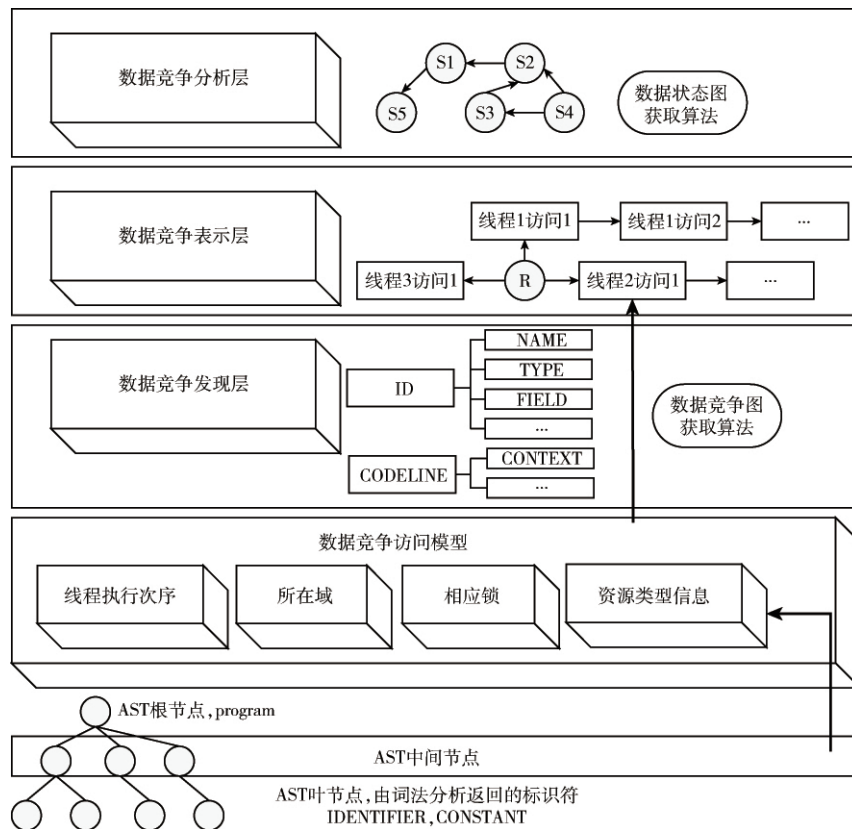 数据竞争分析层
S1
S2
S5
S3
S4
数据状态图
获取算法
数据竞争表示层
线程1访问1
线程1访问2
...
线程3访问1
R
线程2访问1
...
数据竞争发现层
ID
NAME
TYPE
FIELD
...
CODELINE
CONTEXT
...
数据竞争图
获取算法
数据竞争访问模型
线程执行次序
所在域
相应锁
资源类型信息
AST根节点,program
AST中间节点
AST叶节点,由词法分析返回的标识符
IDENTIFIER,CONSTANT